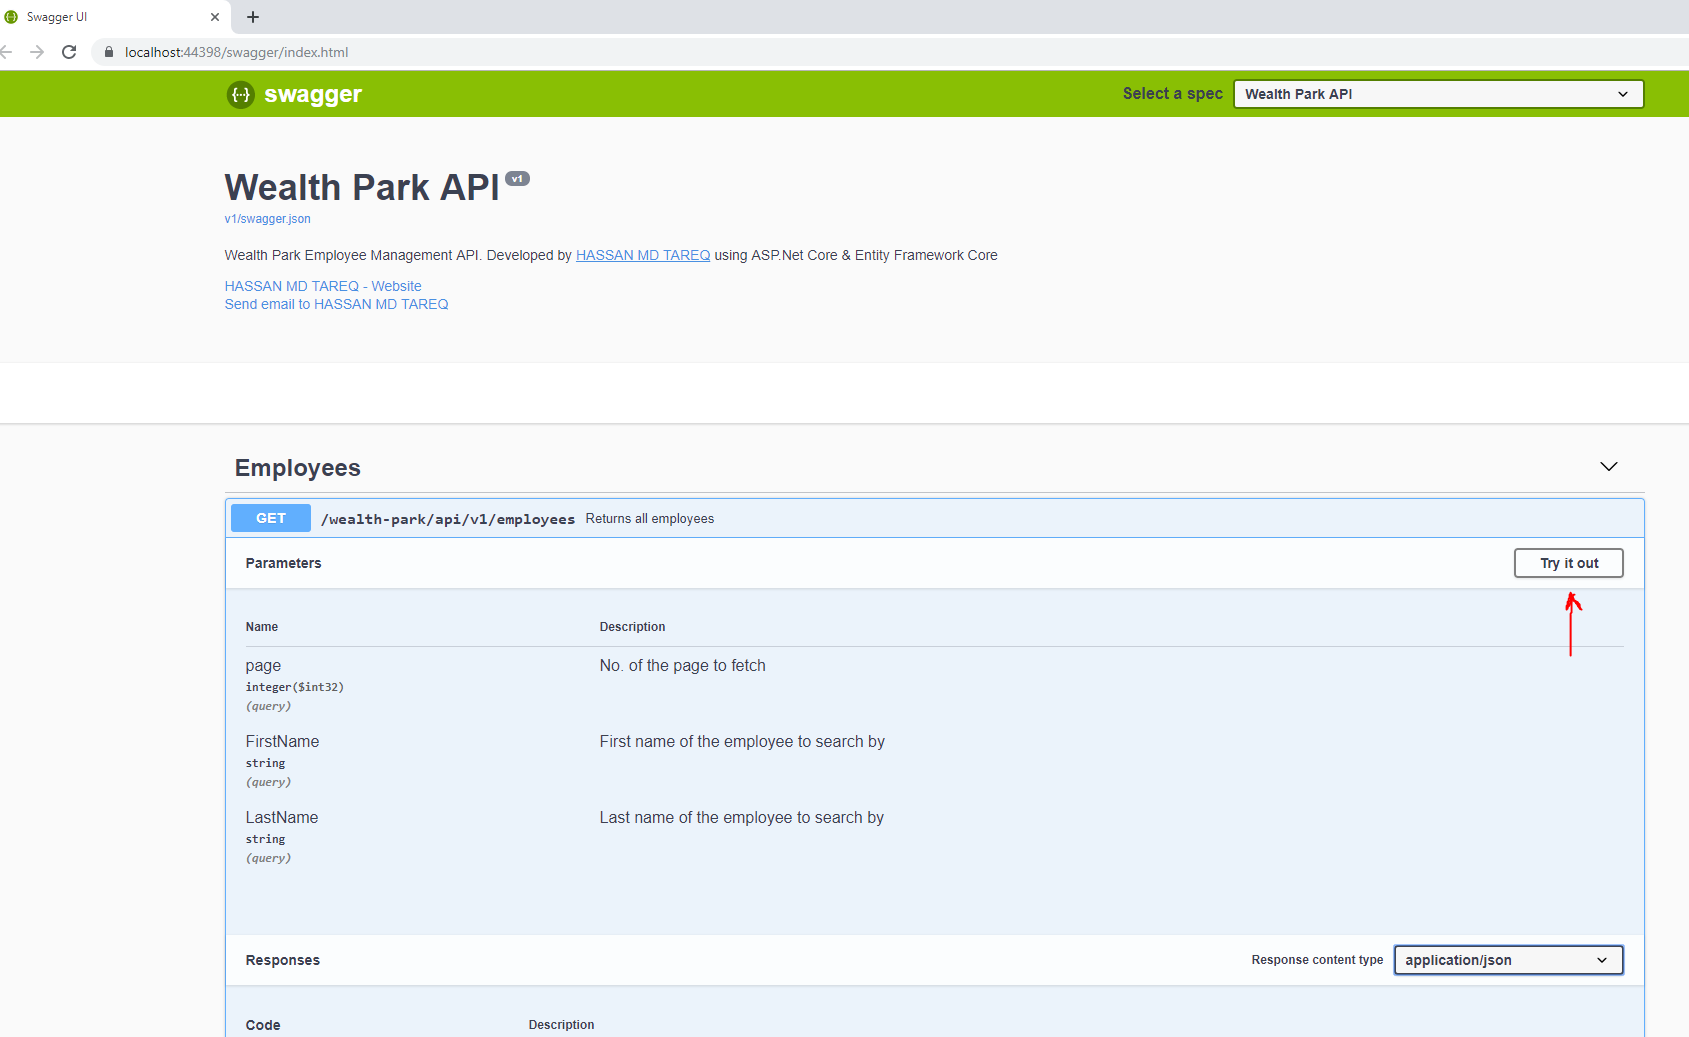 Swagger UI
localhost:44398/swagger/index.html
{···} swagger
Select a spec
Wealth Park API
Wealth Park API v1
v1/swagger.json
Wealth Park Employee Management API. Developed by HASSAN MD TAREQ using ASP.Net Core & Entity Framework Core
HASSAN MD TAREQ - Website
Send email to HASSAN MD TAREQ
Employees
GET /wealth-park/api/v1/employees Returns all employees
Parameters
Try it out
Name Description
page No. of the page to fetch
integer($int32)
(query)
FirstName First name of the employee to search by
string
(query)
LastName Last name of the employee to search by
string
(query)
Responses
Response content type application/json
Code Description